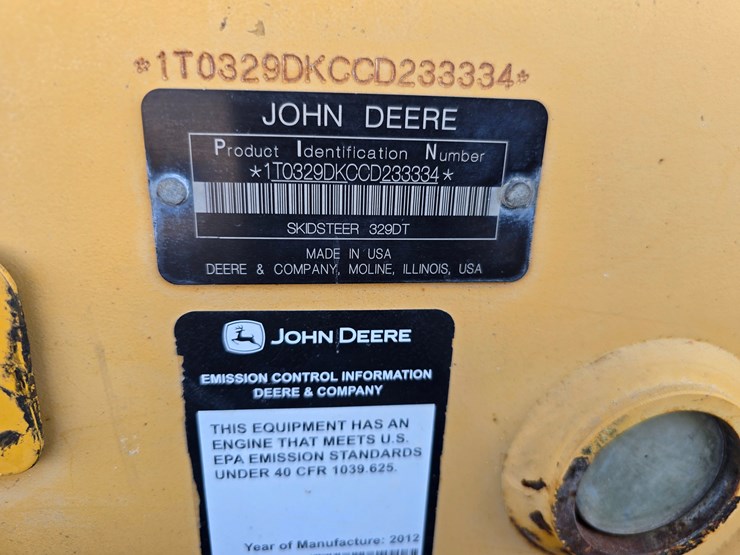 *1T0329DKCCD233334*
JOHN DEERE
Product Identification Number
*1T0329DKCCD233334*
SKIDSTEER 329DT
MADE IN USA
DEERE & COMPANY, MOLINE, ILLINOIS, USA
JOHN DEERE
EMISSION CONTROL INFORMATION
DEERE & COMPANY
THIS EQUIPMENT HAS AN
ENGINE THAT MEETS U.S.
EPA EMISSION STANDARDS
UNDER 40 CFR 1039.625.
Year of Manufacture: 2012